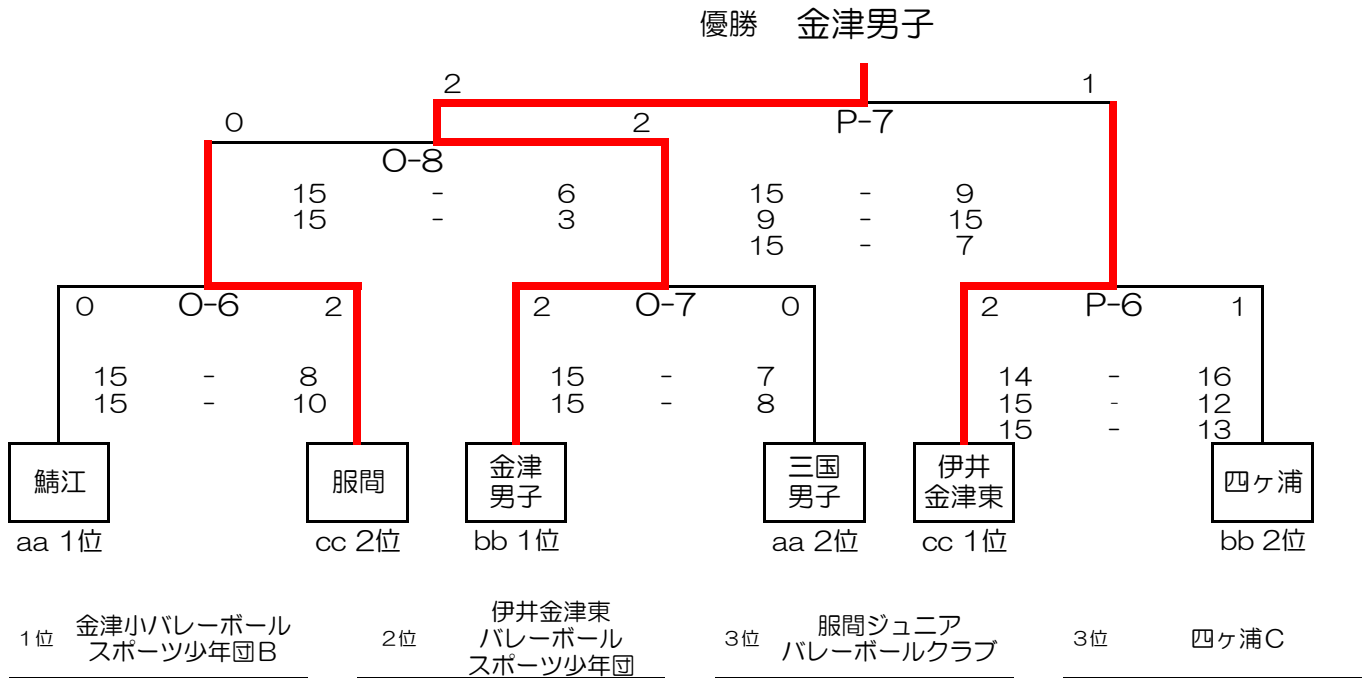 優勝 金津男子
2 1
0 2 P-7
O-8
15 - 6 15 - 9
15 - 3 9 - 15
15 - 7
0 O-6 2 2 O-7 0 2 P-6 1
15 - 8 15 - 7 14 - 16
15 - 10 15 - 8 15 - 12
15 - 13
鯖江
服間
金津
男子
三国
男子
伊井
金津東
四ヶ浦
aa 1位 cc 2位 bb 1位 aa 2位 cc 1位 bb 2位
1位
金津小バレーボール
スポーツ少年団B
2位
伊井金津東
バレーボール
スポーツ少年団
3位
服間ジュニア
バレーボールクラブ
3位 四ヶ浦C